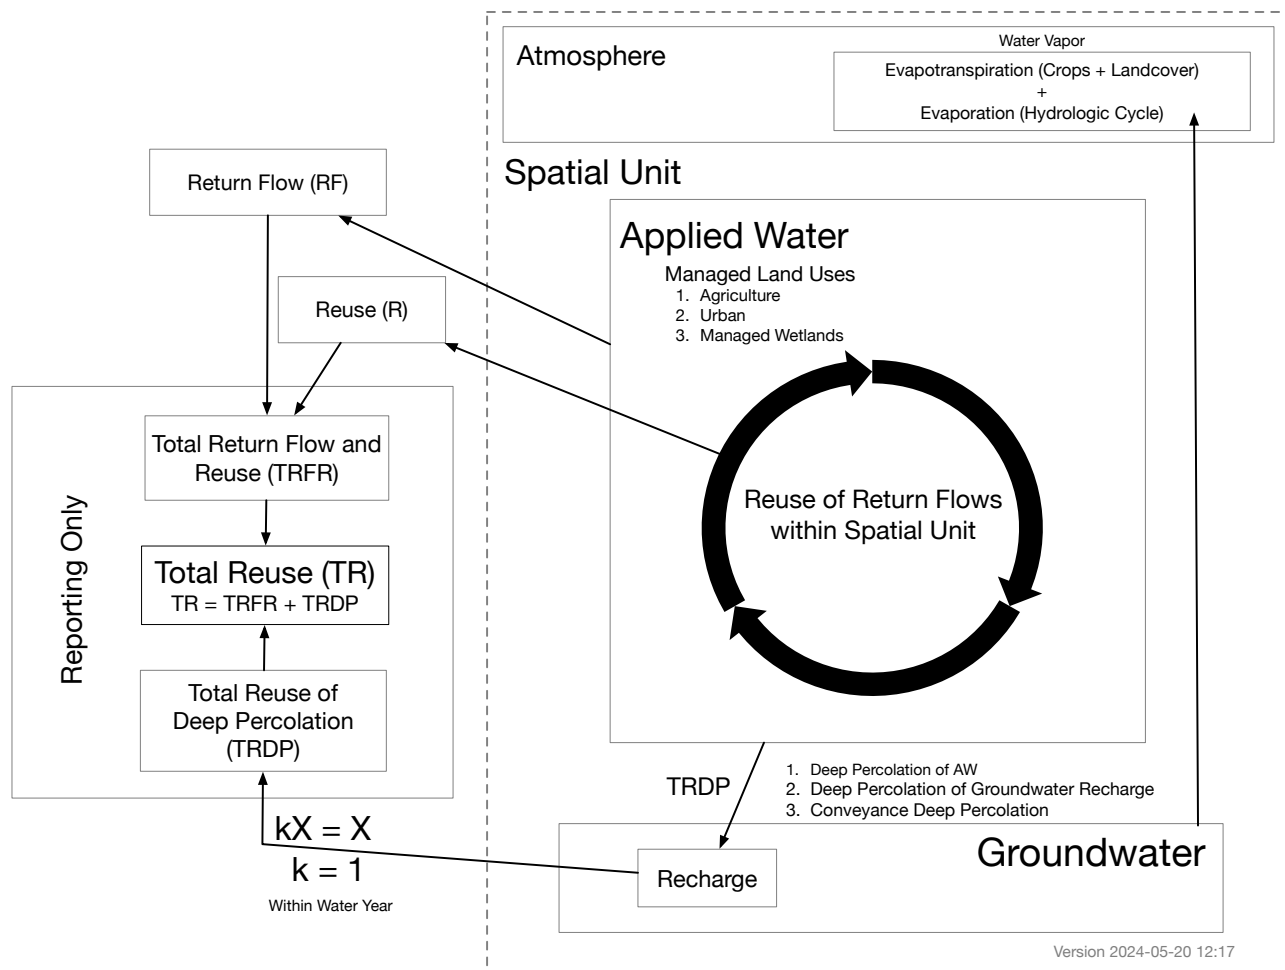 Water Vapor
Atmosphere
Evapotranspiration (Crops + Landcover)
+
Evaporation (Hydrologic Cycle)
Spatial Unit
Return Flow (RF)
Applied Water
Managed Land Uses
1. Agriculture
2. Urban
3. Managed Wetlands
Reuse (R)
Reporting Only
Total Return Flow and
Reuse (TRFR)
Total Reuse (TR)
TR = TRFR + TRDP
Total Reuse of
Deep Percolation
(TRDP)
Reuse of Return Flows
within Spatial Unit
TRDP
1. Deep Percolation of AW
2. Deep Percolation of Groundwater Recharge
3. Conveyance Deep Percolation
kX = X
k = 1
Within Water Year
Groundwater
Recharge
Version 2024-05-20 12:17